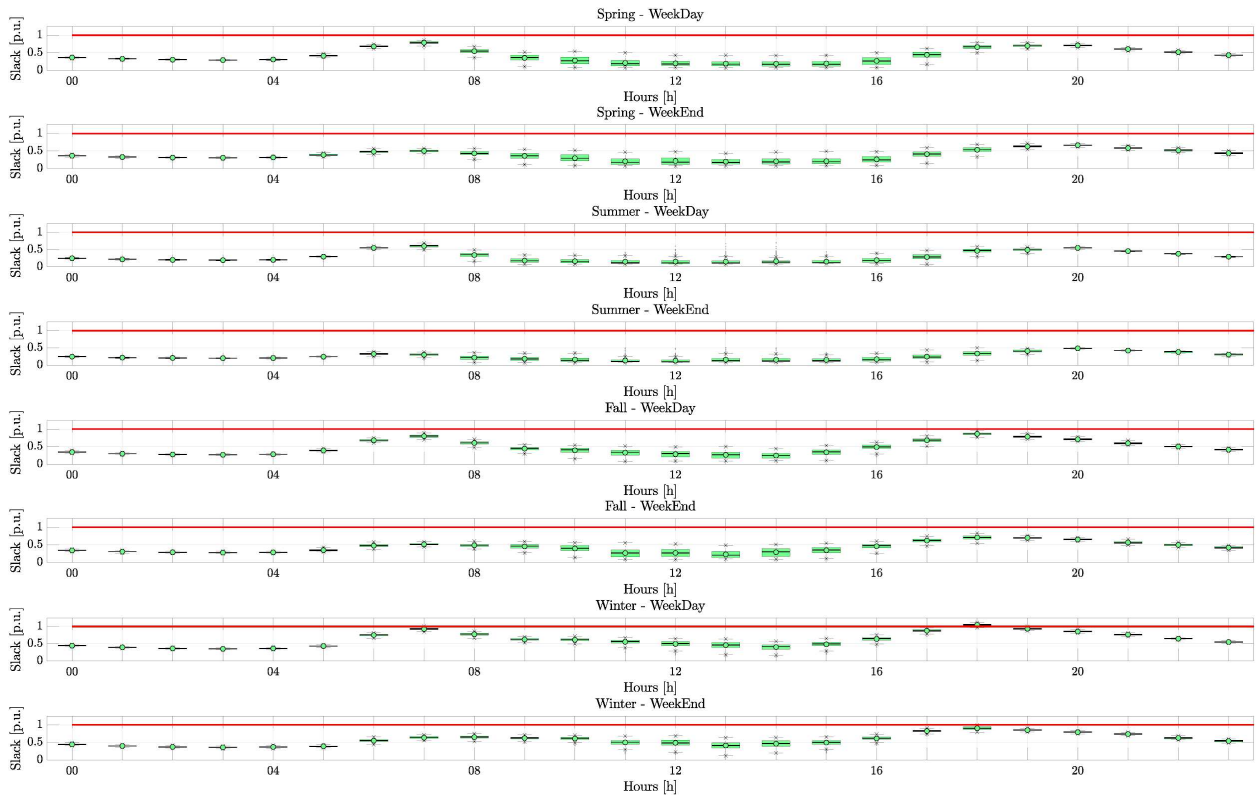 Spring - WeekDay
Slack [p.u.]
1
0.5
0
00 04 08 12 16 20
Hours [h]
Spring - WeekEnd
Slack [p.u.]
1
0.5
0
00 04 08 12 16 20
Hours [h]
Summer - WeekDay
Slack [p.u.]
1
0.5
0
00 04 08 12 16 20
Hours [h]
Summer - WeekEnd
Slack [p.u.]
1
0.5
0
00 04 08 12 16 20
Hours [h]
Fall - WeekDay
Slack [p.u.]
1
0.5
0
00 04 08 12 16 20
Hours [h]
Fall - WeekEnd
Slack [p.u.]
1
0.5
0
00 04 08 12 16 20
Hours [h]
Winter - WeekDay
Slack [p.u.]
1
0.5
0
00 04 08 12 16 20
Hours [h]
Winter - WeekEnd
Slack [p.u.]
1
0.5
0
00 04 08 12 16 20
Hours [h]